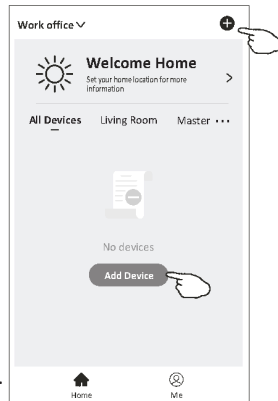 Work office
Welcome Home
Set your home location for more
information
All Devices Living Room Master ...
No devices
Add Device
Home Me